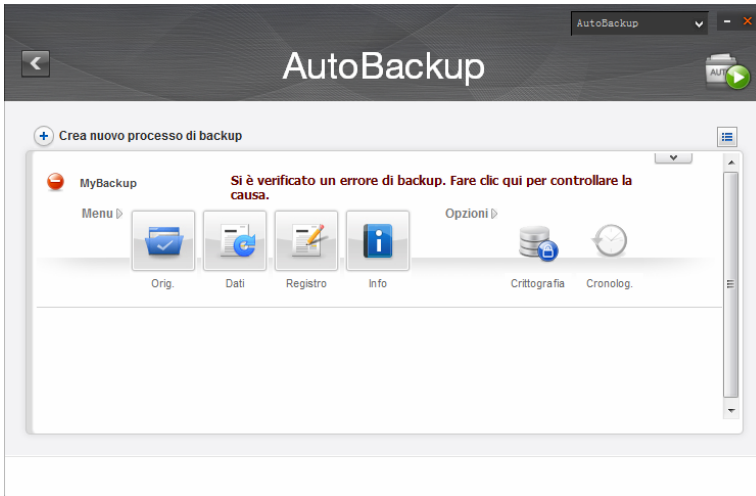 AutoBackup
AutoBackup
AUTO
Crea nuovo processo di backup
MyBackup
Si è verificato un errore di backup. Fare clic qui per controllare la
causa.
Menu
Opzioni
Orig.
Dati
Registro
Info
Crittografia
Cronolog.